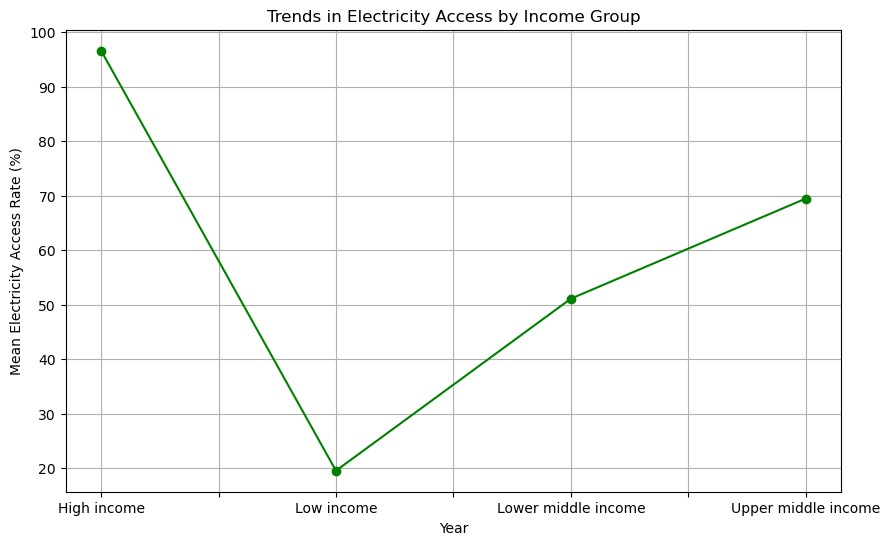 Trends in Electricity Access by Income Group
Mean Electricity Access Rate (%)
100
90
80
70
60
50
40
30
20
High income
Low income
Lower middle income
Upper middle income
Year